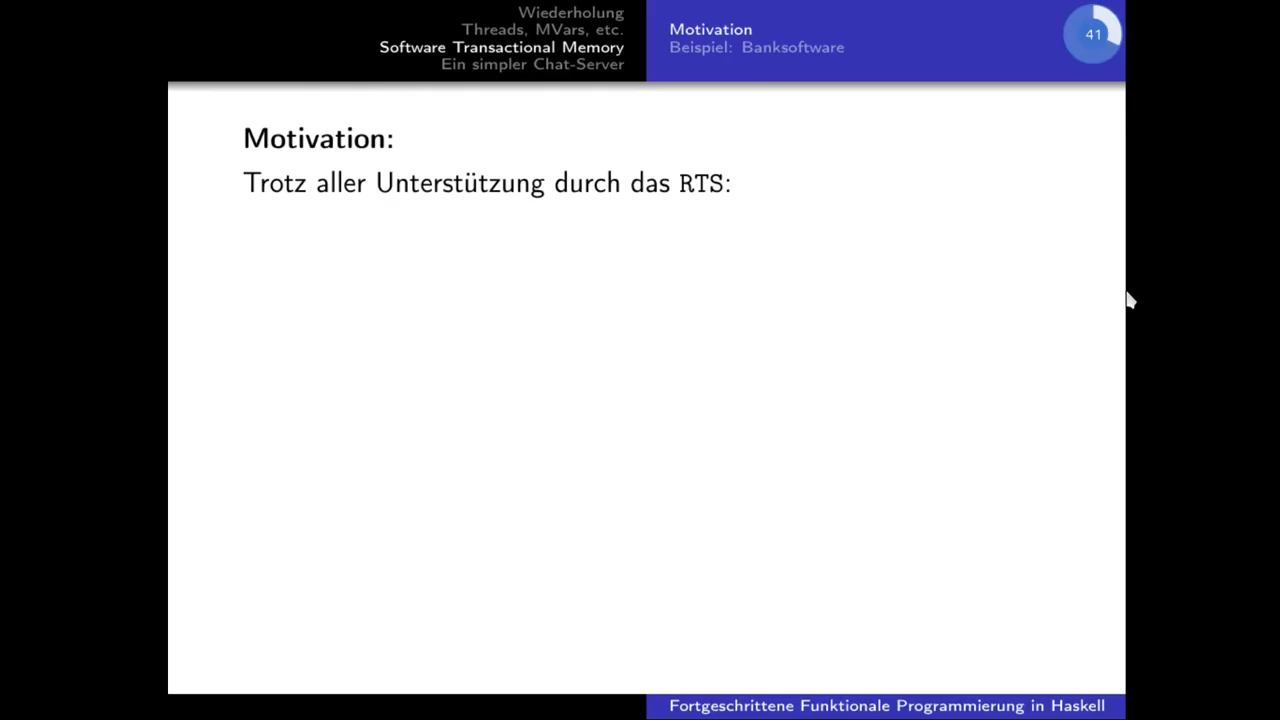 Wiederholung
Threads, MVars, etc.
Software Transactional Memory
Ein simpler Chat-Server
Motivation
Beispiel: Banksoftware
41
Motivation:
Trotz aller Unterstützung durch das RTS:
Fortgeschrittene Funktionale Programmierung in Haskell